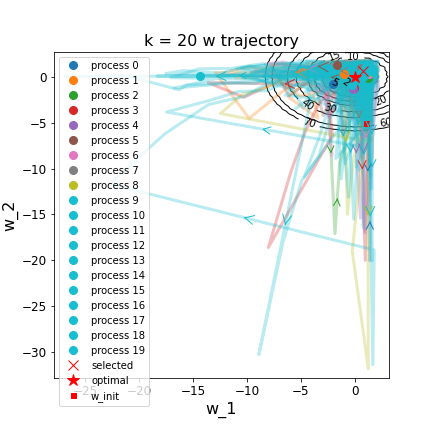 k = 20 w trajectory
process 0
process 1
process 2
process 3
process 4
process 5
process 6
process 7
process 8
process 9
process 10
process 11
process 12
process 13
process 14
process 15
process 16
process 17
process 18
process 19
selected
optimal
w_init
w_2
0
−5
−10
−15
−20
−25
−30
−20
−15
−10
−5
0
w_1
10
20
30
40
60
70